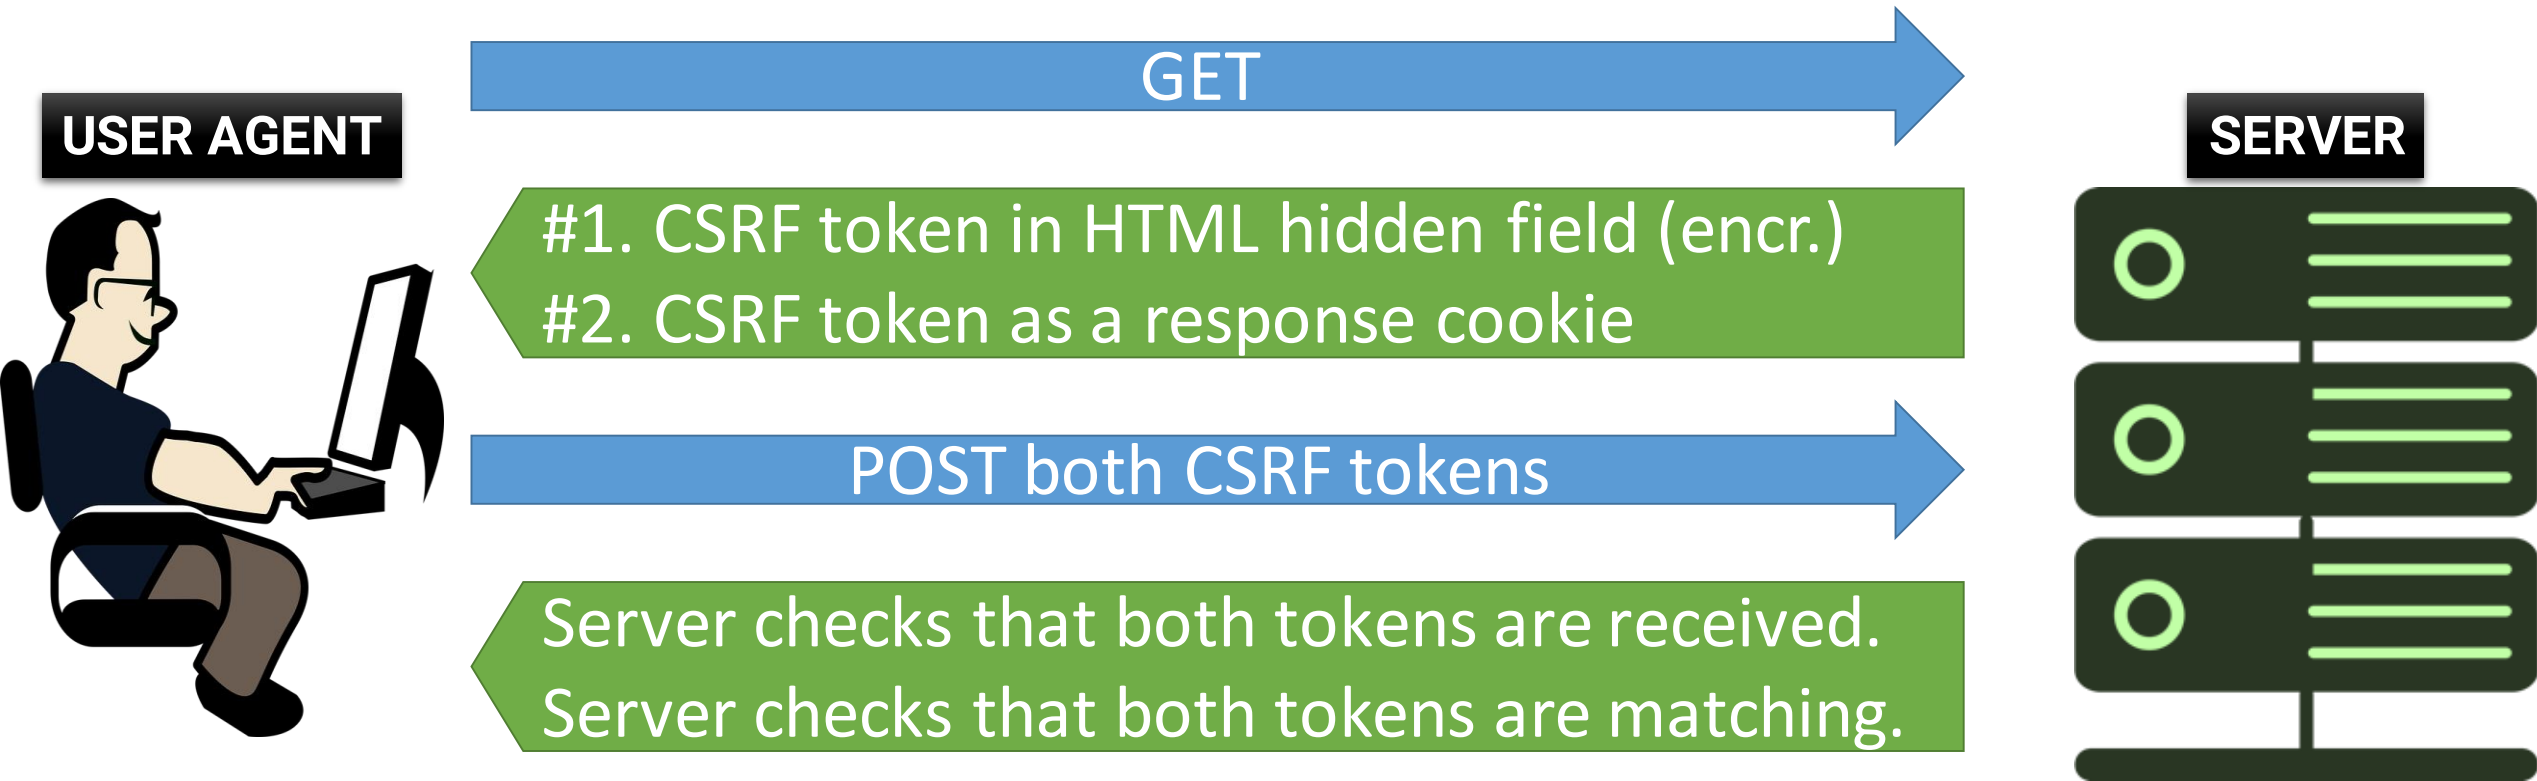 GET
USER AGENT
SERVER
#1. CSRF token in HTML hidden field (encr.)
#2. CSRF token as a response cookie
POST both CSRF tokens
Server checks that both tokens are received.
Server checks that both tokens are matching.